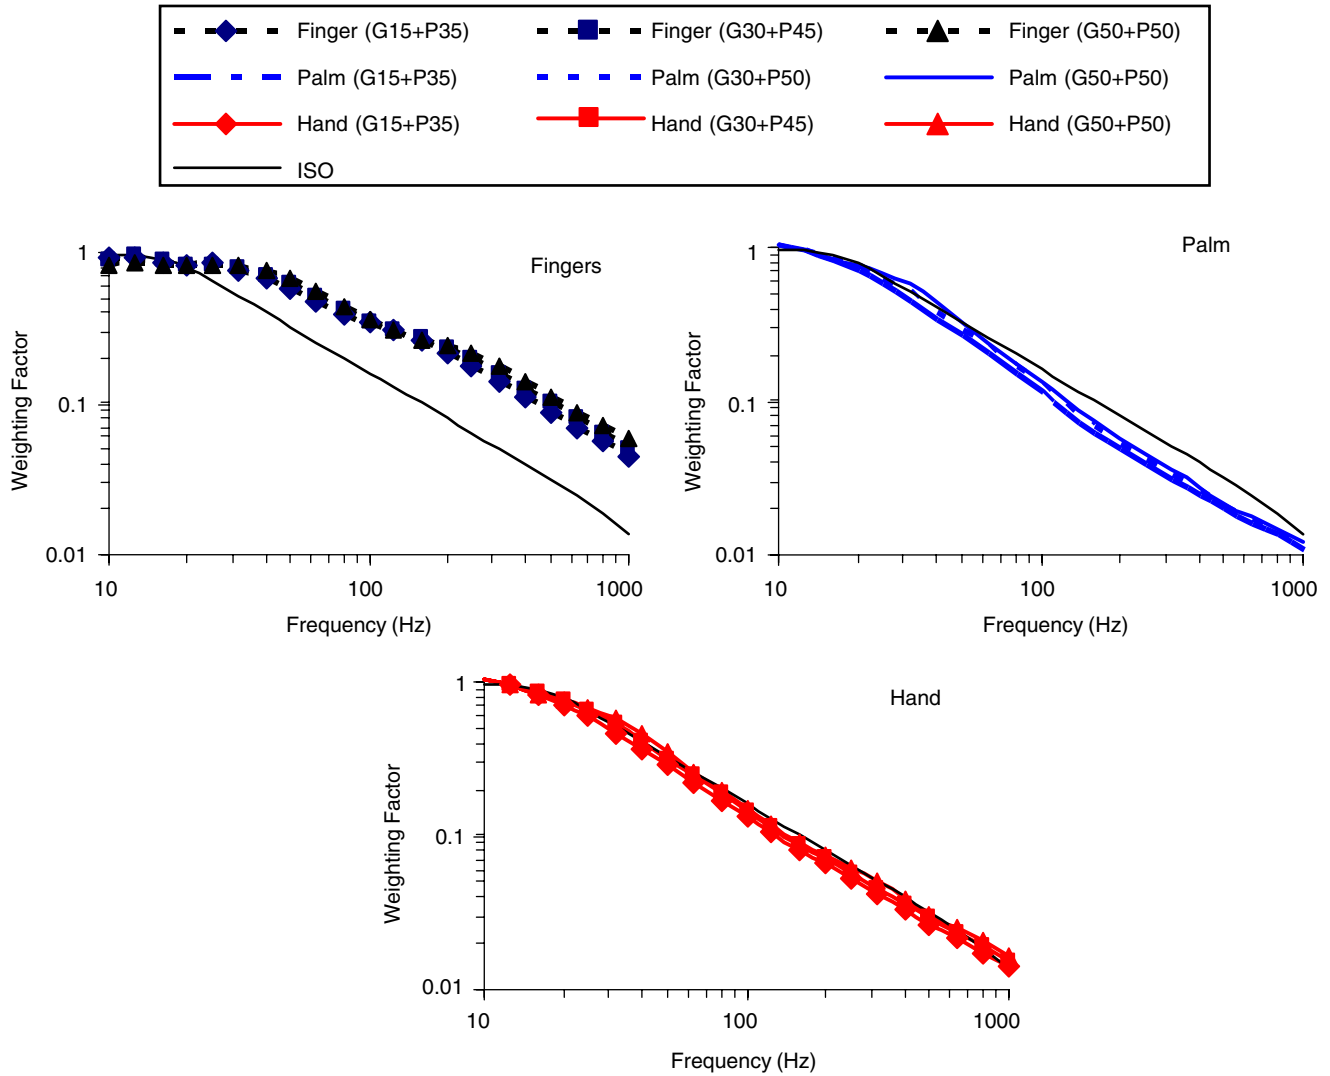 Finger (G15+P35) Finger (G30+P45) Finger (G50+P50)
Palm (G15+P35) Palm (G30+P50) Palm (G50+P50)
Hand (G15+P35) Hand (G30+P45) Hand (G50+P50)
ISO
Fingers
Weighting Factor
1
0.1
0.01
10 100 1000
Frequency (Hz)
Palm
Weighting Factor
1
0.1
0.01
10 100 1000
Frequency (Hz)
Hand
Weighting Factor
1
0.1
0.01
10 100 1000
Frequency (Hz)